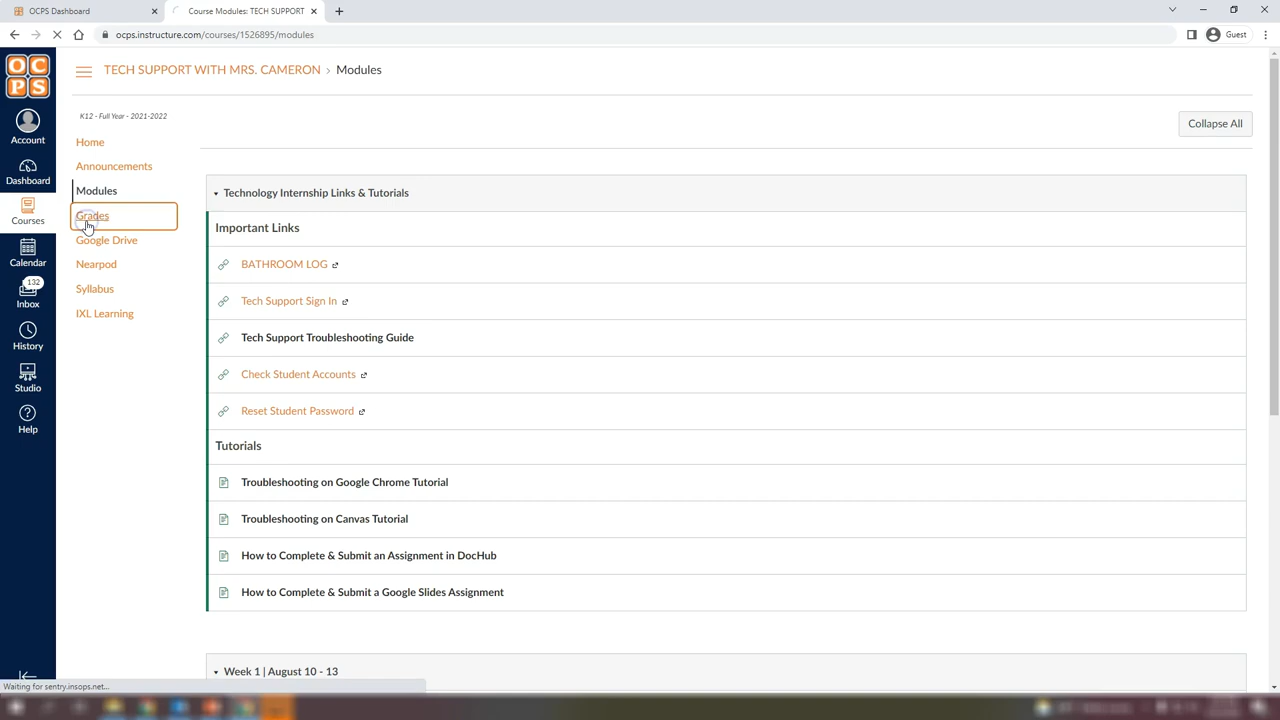 OCPS Dashboard
Course Modules: TECH SUPPORT
ocps.instructure.com/courses/1526895/modules
Guest
OC
PS
Account
Dashboard
Courses
Calendar
132
Inbox
History
Studio
Help
TECH SUPPORT WITH MRS. CAMERON › Modules
K12 - Full Year - 2021-2022
Home
Announcements
Modules
Grades
Google Drive
Nearpod
Syllabus
IXL Learning
Collapse All
Technology Internship Links & Tutorials
Important Links
BATHROOM LOG
Tech Support Sign In
Tech Support Troubleshooting Guide
Check Student Accounts
Reset Student Password
Tutorials
Troubleshooting on Google Chrome Tutorial
Troubleshooting on Canvas Tutorial
How to Complete & Submit an Assignment in DocHub
How to Complete & Submit a Google Slides Assignment
Week 1 | August 10 - 13
Waiting for sentry.insops.net...